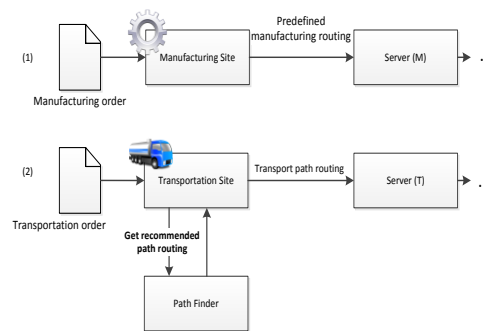 Predefined
manufacturing routing
(1)
Manufacturing Site
Server (M)
.
Manufacturing order
(2)
Transportation Site
Transport path routing
Server (T)
.
Transportation order
Get recommended
path routing
Path Finder